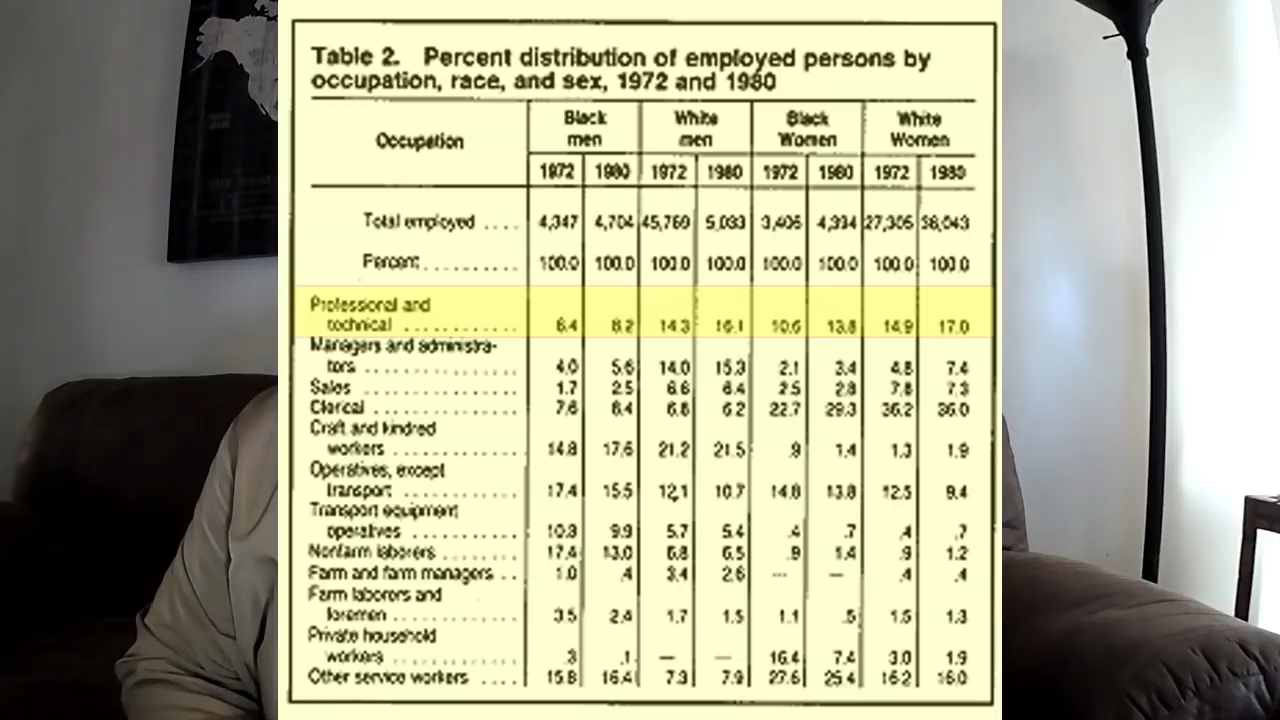 Table 2. Percent distribution of employed persons by
occupation, race, and sex, 1972 and 1980
Occupation Black men White men Black Women White Women
1972 1980 1972 1980 1972 1980 1972 1980
Total employed .... 4,347 4,704 45,769 5,033 3,406 4,334 27,305 36,043
Percent .......... 100.0 100.0 100.0 100.0 100.0 100.0 100.0 100.0
Professional and
technical ............ 6.4 8.2 14.3 16.1 10.6 13.8 14.9 17.0
Managers and administra-
tors ................ 4.0 5.6 14.0 15.3 2.1 3.4 4.8 7.4
Sales .................. 1.7 2.5 6.6 6.4 2.5 2.8 7.8 7.3
Clerical ............... 7.6 8.4 6.8 6.2 22.7 29.3 36.2 36.0
Craft and kindred
workers ............. 14.8 17.6 21.2 21.5 .9 1.4 1.3 1.9
Operatives, except
transport ............ 17.4 15.5 12.1 10.7 14.8 13.8 12.5 9.4
Transport equipment
operatives ........... 10.3 9.9 5.7 5.4 .4 .7 .4 .7
Nonfarm laborers ........ 17.4 13.0 6.8 6.5 .9 1.4 .9 1.2
Farm and farm managers .. 1.0 .4 3.4 2.6 --- — .4 .4
Farm laborers and
foremen ............. 3.5 2.4 1.7 1.5 1.1 .5 1.5 1.3
Private household
workers ............. .3 .1 — — 16.4 7.4 3.0 1.9
Other service workers .... 15.8 16.4 7.3 7.9 27.6 25.4 16.2 16.0